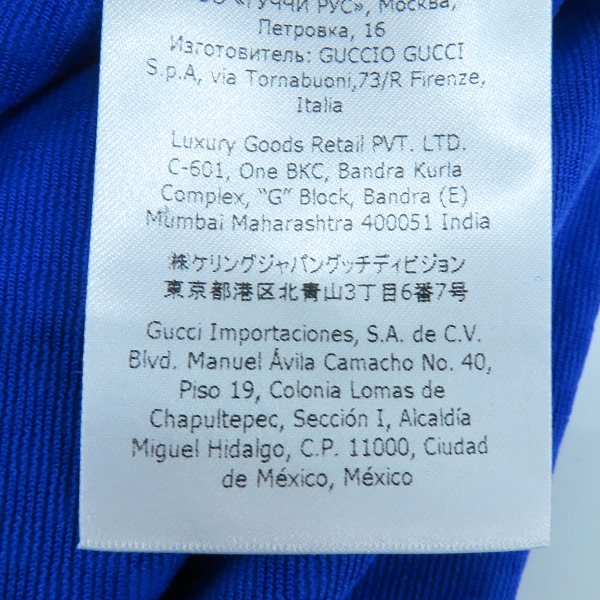 ООО «ГУЧЧИ РУС», Москва,
Петровка, 16
Изготовитель: GUCCIO GUCCI
S.p.A, via Tornabuoni,73/R Firenze,
Italia
Luxury Goods Retail PVT. LTD.
C-601, One BKC, Bandra Kurla
Complex, “G” Block, Bandra (E)
Mumbai Maharashtra 400051 India
㈱ケリングジャパングッチディビジョン
東京都港区北青山3丁目6番7号
Gucci Importaciones, S.A. de C.V.
Blvd. Manuel Ávila Camacho No. 40,
Piso 19, Colonia Lomas de
Chapultepec, Sección I, Alcaldía
Miguel Hidalgo, C.P. 11000, Ciudad
de México, México